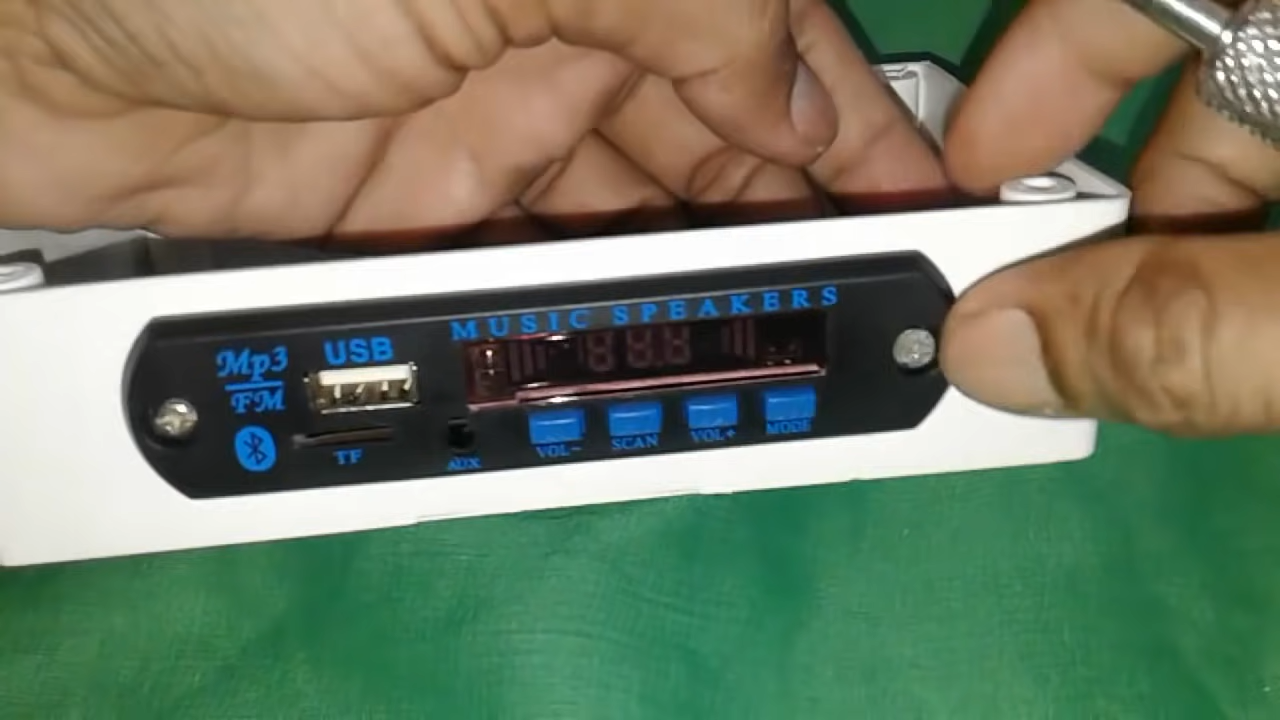 MUSIC SPEAKERS
Mp3
FM
USB
TF
AUX
VOL-
SCAN
VOL+
MODE